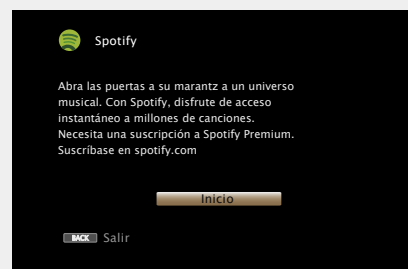 Spotify
Abra las puertas a su marantz a un universo
musical. Con Spotify, disfrute de acceso
instantáneo a millones de canciones.
Necesita una suscripción a Spotify Premium.
Suscríbase en spotify.com
Inicio
BACK Salir